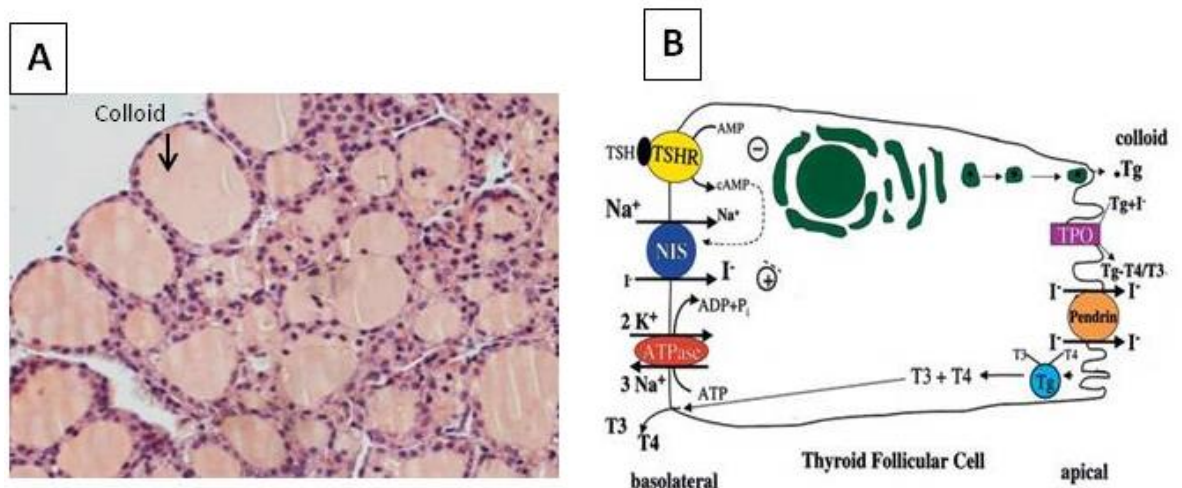 A
Colloid
B
TSH
TSHR
AMP
cAMP
−
Na⁺
Na⁺
NIS
I⁻
I⁻
+
2 K⁺
ADP+Pi
ATPase
3 Na⁺
ATP
T3
T4
basolateral
colloid
Tg
Tg+I⁻
TPO
Tg-T4/T3
I⁻
I⁻
Pendrin
I⁻
I⁻
T3
T4
Tg
T3 + T4
Thyroid Follicular Cell
apical